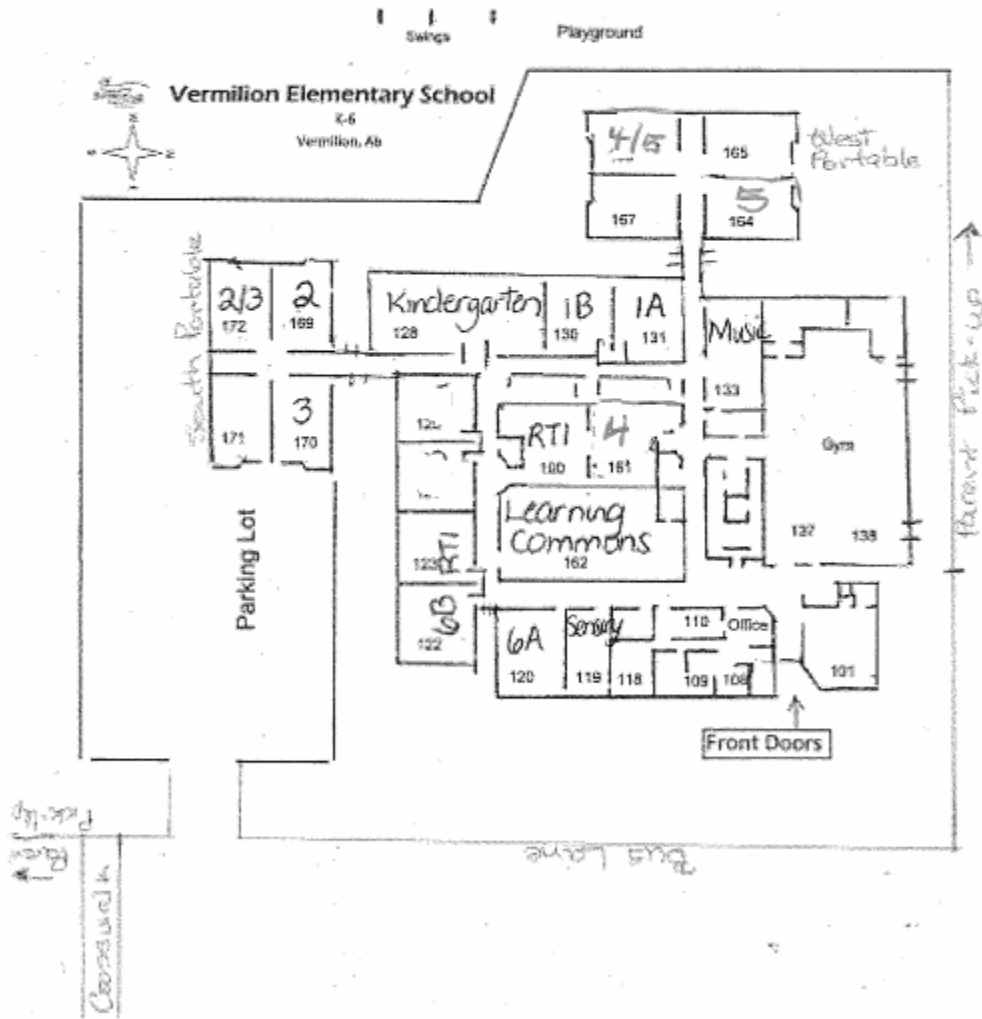 Swings
Playground
Vermilion Elementary School
K-6
Vermilion, Ab
4/5
165
West
Portable
167
5
164
South Portable
2/3
172
2
169
Kindergarten
128
1B
130
1A
131
Music
133
171
3
170
RTI
160
4
161
Gym
Learning
Commons
162
137
138
RTI
123
6B
122
6A
120
Sensory
119
118
110
Office
109
108
101
Parking Lot
Front Doors
Parent Pick-up
Bus Lane
Pick-Up
Crosswalk